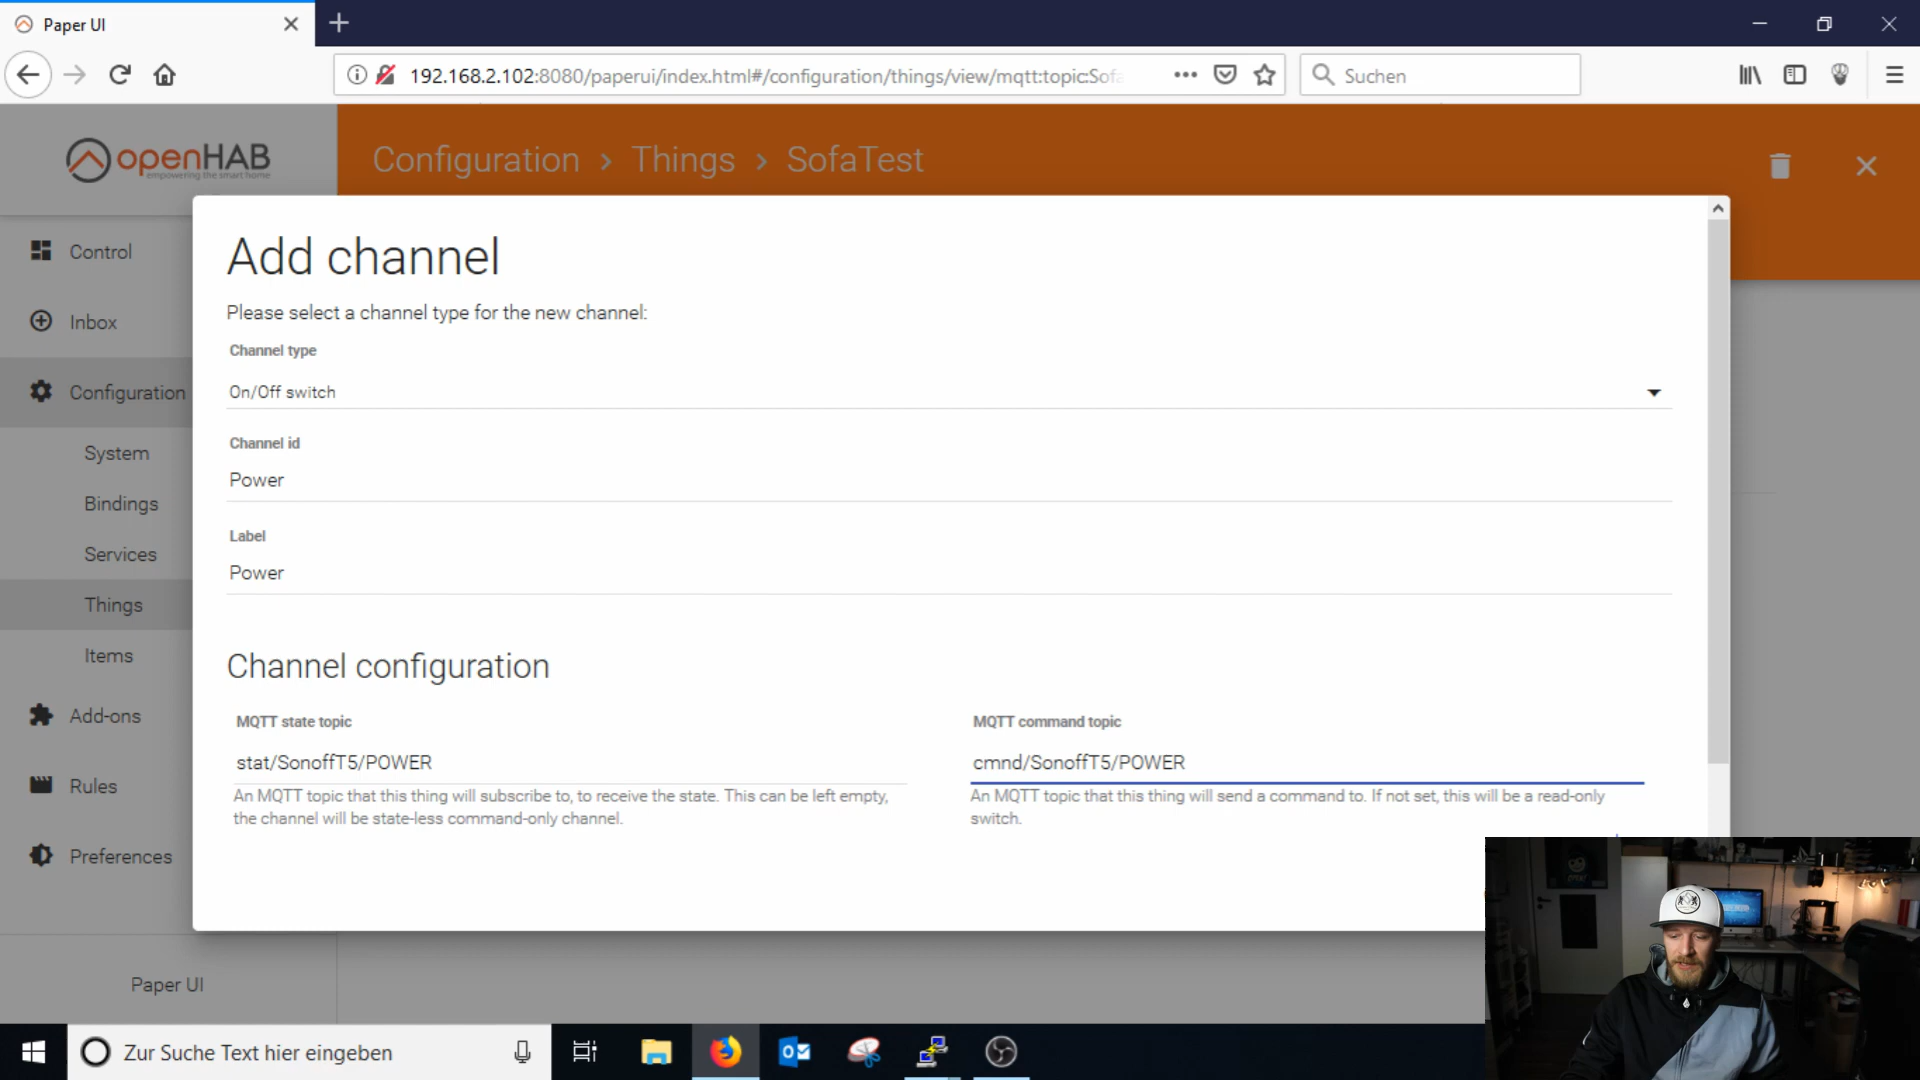 Paper UI
192.168.2.102:8080/paperui/index.html#/configuration/things/view/mqtt:topic:Sofa
Suchen
openHAB
empowering the smart home
Configuration > Things > SofaTest
Control
Inbox
Configuration
System
Bindings
Services
Things
Items
Add-ons
Rules
Preferences
Paper UI
Add channel
Please select a channel type for the new channel:
Channel type
On/Off switch
Channel id
Power
Label
Power
Channel configuration
MQTT state topic
stat/SonoffT5/POWER
An MQTT topic that this thing will subscribe to, to receive the state. This can be left empty,
the channel will be state-less command-only channel.
MQTT command topic
cmnd/SonoffT5/POWER
An MQTT topic that this thing will send a command to. If not set, this will be a read-only
switch.
Zur Suche Text hier eingeben